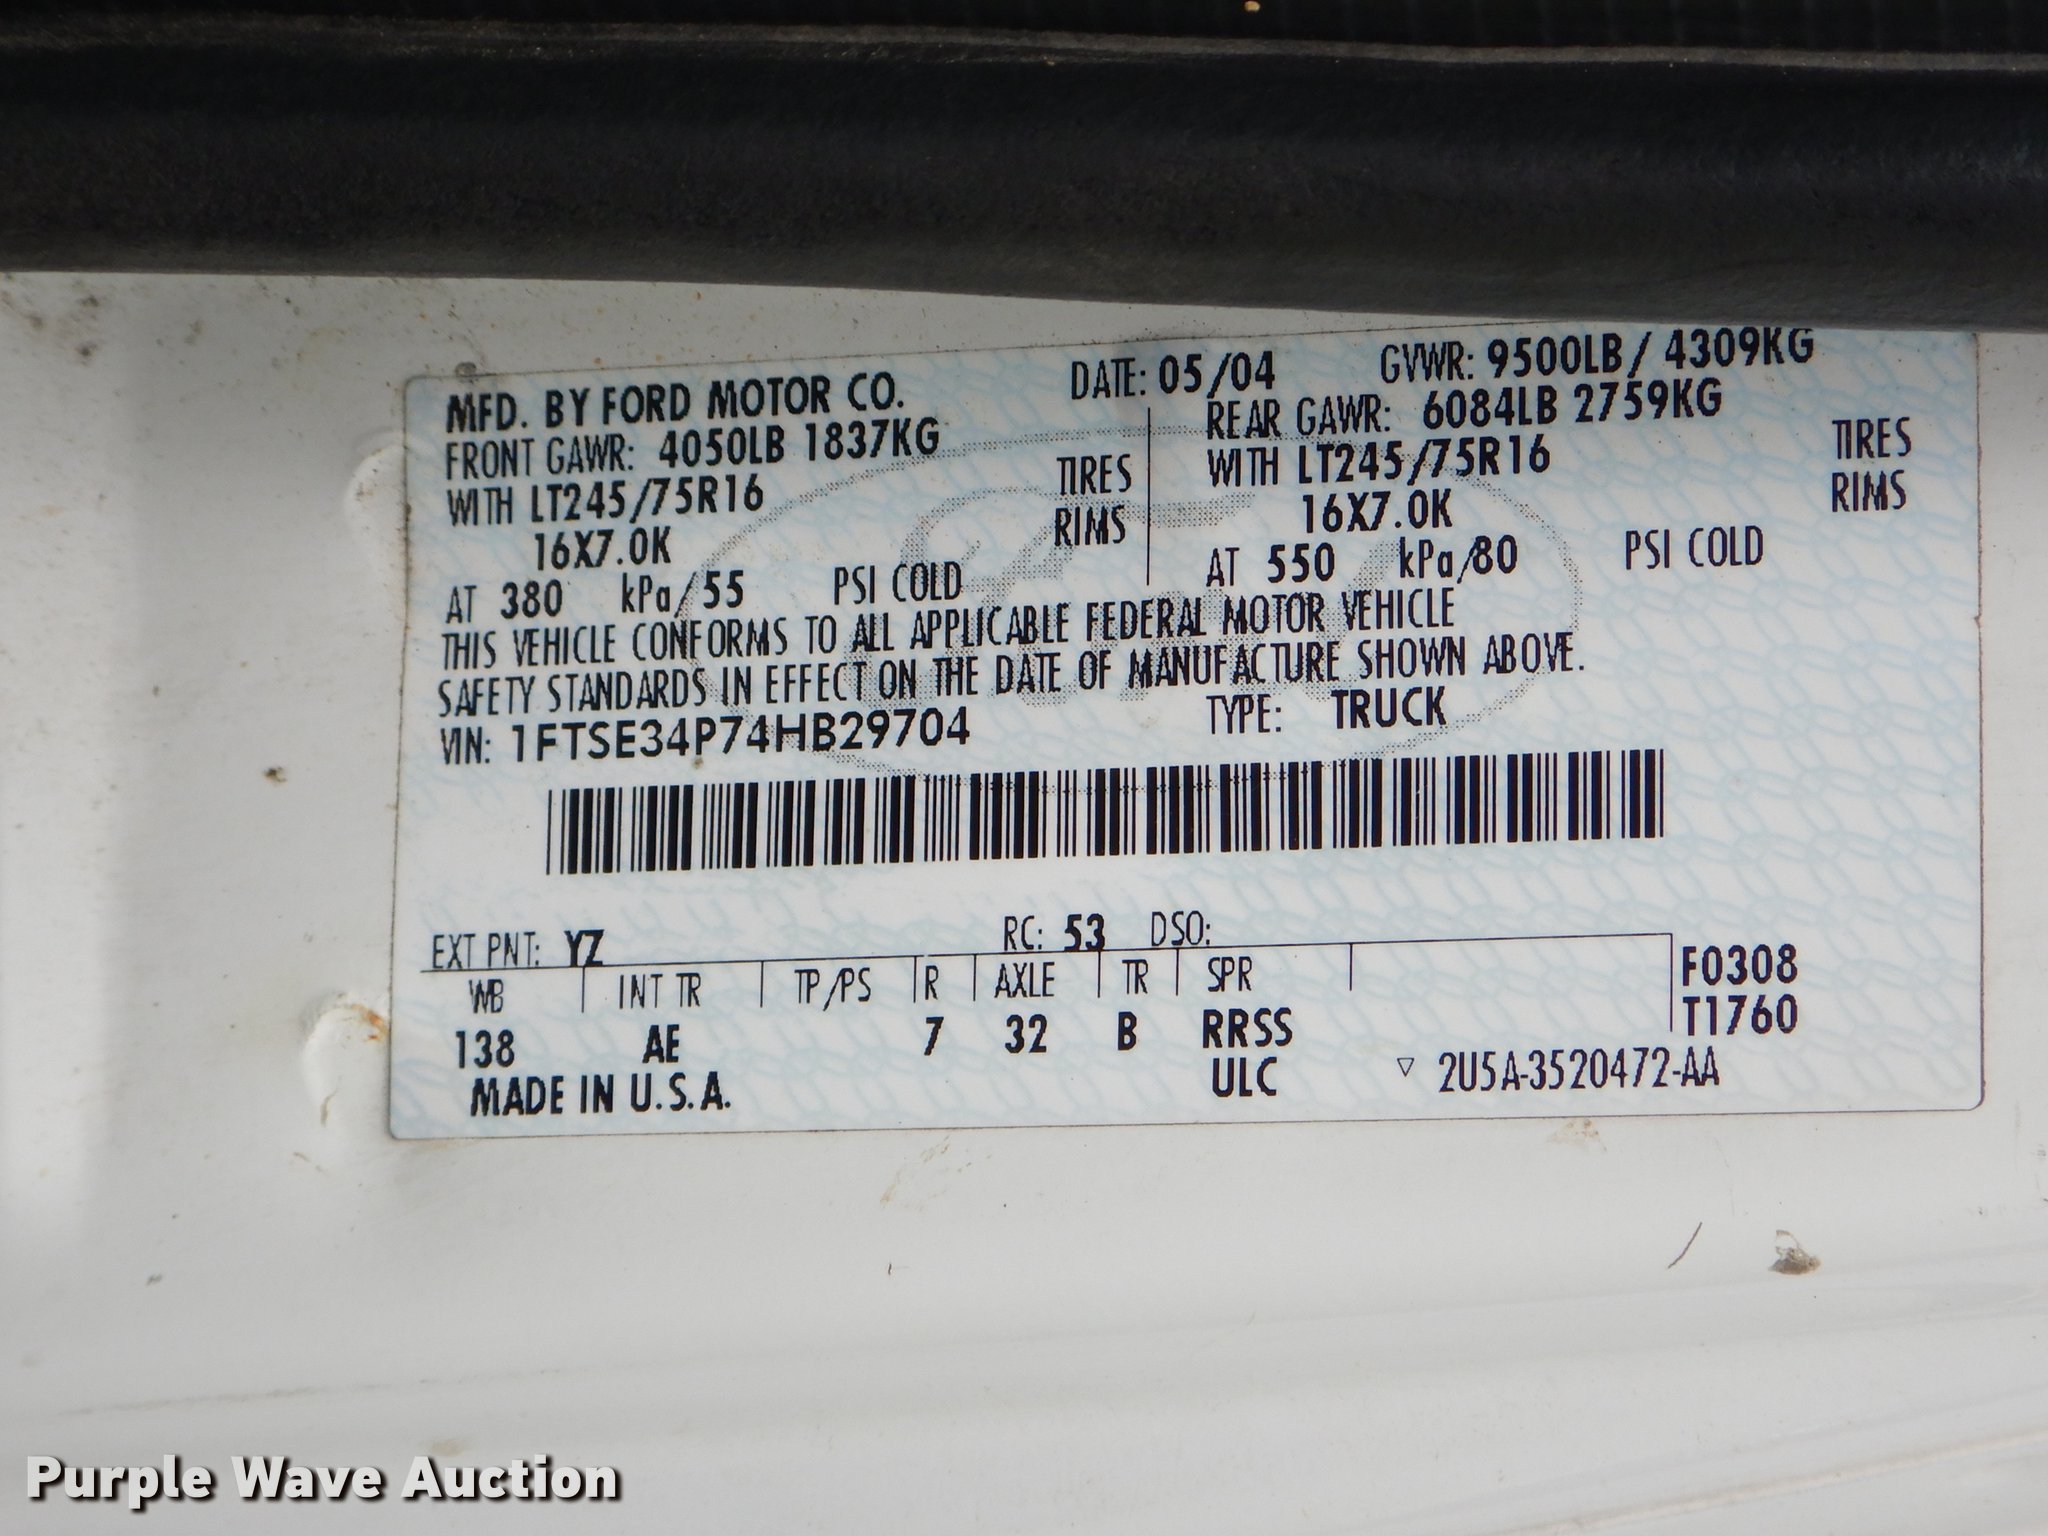 MFD. BY FORD MOTOR CO. DATE: 05/04 GVWR: 9500LB/ 4309KG
FRONT GAWR: 4050LB 1837KG REAR GAWR: 6084LB 2759KG
WITH LT245/75R16 TIRES WITH LT245/75R16 TIRES
16X7.0K RIMS 16X7.0K RIMS
AT 380 kPa/55 PSI COLD AT 550 kPa/80 PSI COLD
THIS VEHICLE CONFORMS TO ALL APPLICABLE FEDERAL MOTOR VEHICLE
SAFETY STANDARDS IN EFFECT ON THE DATE OF MANUFACTURE SHOWN ABOVE.
VIN: 1FTSE34P74HB29704 TYPE: TRUCK
EXT PNT: YZ RC: 53 DSO:
WB INT TR TP/PS R AXLE TR SPR F0308
138 AE 7 32 B RRSS T1760
MADE IN U.S.A. ULC ▽ 2U5A-3520472-AA
Purple Wave Auction